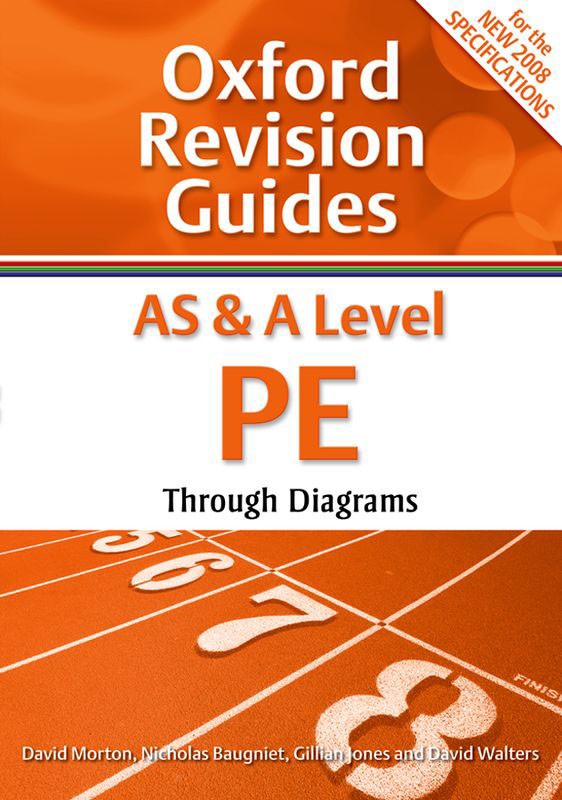 for the
NEW 2008
SPECIFICATIONS
Oxford
Revision
Guides
AS & A Level
PE
Through Diagrams
5
6
7
8
FINISH
David Morton, Nicholas Baugniet, Gillian Jones and David Walters